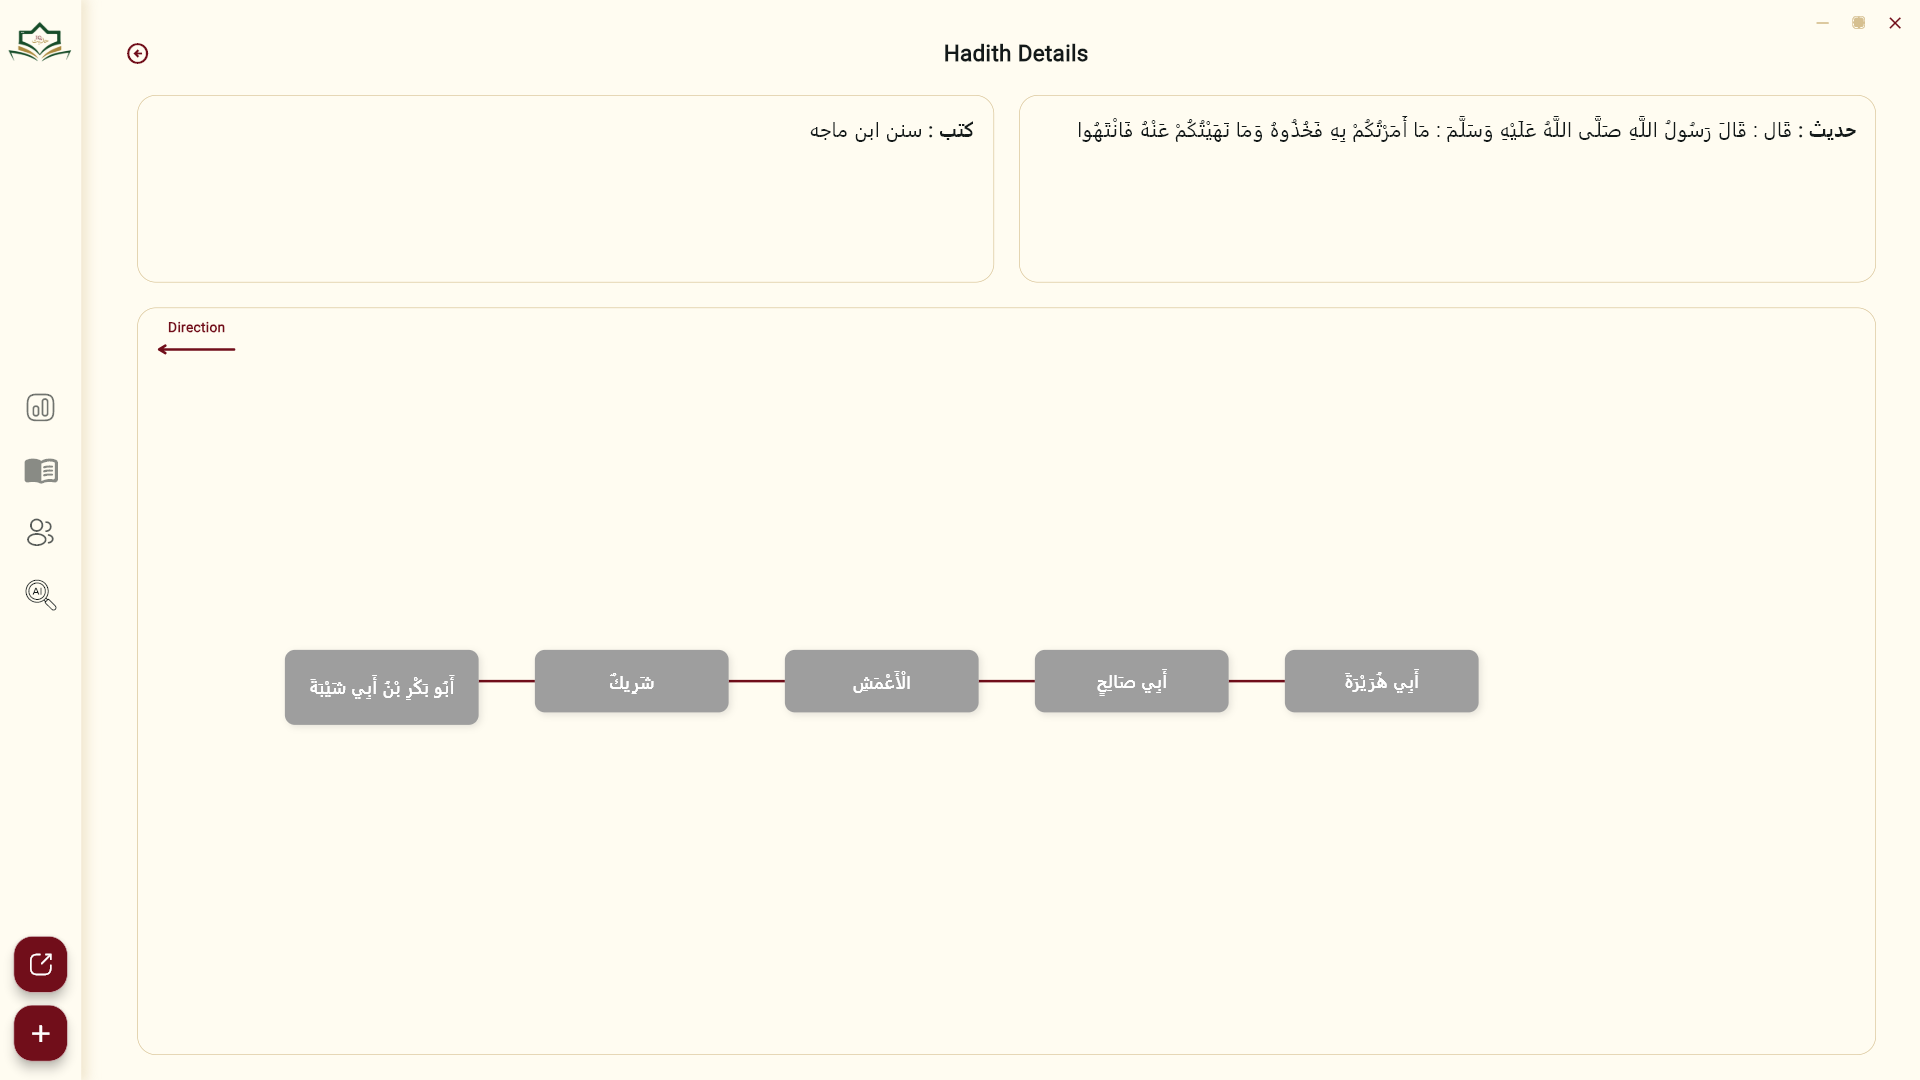 Hadith Details
حديث : قَال : قَالَ رَسُولُ اللَّهِ صَلَّى اللَّهُ عَلَيْهِ وَسَلَّمَ : مَا أَمَرْتُكُمْ بِهِ فَخُذُوهُ وَمَا نَهَيْتُكُمْ عَنْهُ فَانْتَهُوا
كتب : سنن ابن ماجه
Direction
أَبِي هُرَيْرَةَ
أَبِي صَالِحٍ
الْأَعْمَشِ
شَرِيكٌ
أَبُو بَكْرِ بْنُ أَبِي شَيْبَةَ
AI